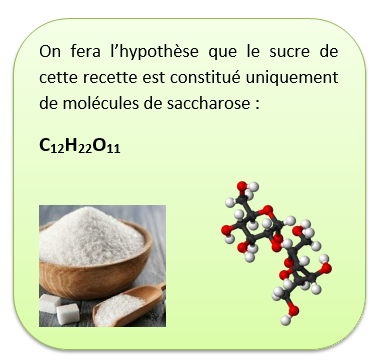 On fera l'hypothèse que le sucre de
cette recette est constitué uniquement
de molécules de saccharose :
C₁₂H₂₂O₁₁